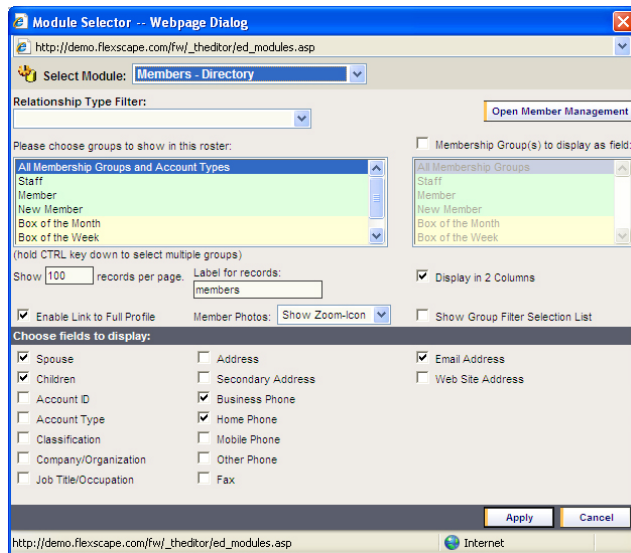 Module Selector -- Webpage Dialog
http://demo.flexscape.com/fw/_theditor/ed_modules.asp
Select Module: Members - Directory
Relationship Type Filter:
Open Member Management
Please choose groups to show in this roster:
Membership Group(s) to display as field:
All Membership Groups and Account Types
Staff
Member
New Member
Box of the Month
Box of the Week
All Membership Groups
Staff
Member
New Member
Box of the Month
Box of the Week
(hold CTRL key down to select multiple groups)
Show 100 records per page.
Label for records:
members
Display in 2 Columns
Enable Link to Full Profile
Member Photos: Show Zoom-Icon
Show Group Filter Selection List
Choose fields to display:
Spouse
Children
Account ID
Account Type
Classification
Company/Organization
Job Title/Occupation
Address
Secondary Address
Business Phone
Home Phone
Mobile Phone
Other Phone
Fax
Email Address
Web Site Address
Apply
Cancel
http://demo.flexscape.com/fw/_theditor/ed_modules.asp
Internet